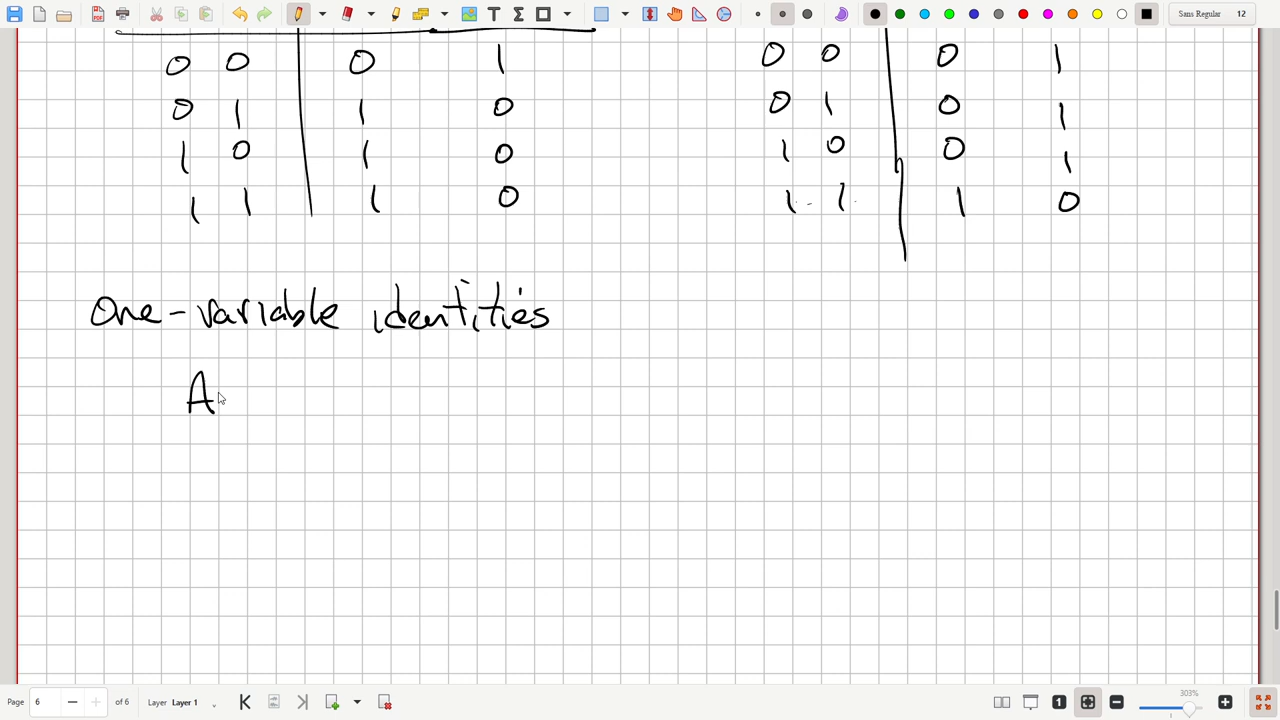 Sans Regular 12
0 0 0 1 0 0 0 1
0 1 1 0 0 1 0 1
1 0 1 0 1 0 0 1
1 1 1 0 1 1 1 0
One-variable identities
A
Page 6 of 6 Layer Layer 1 303%